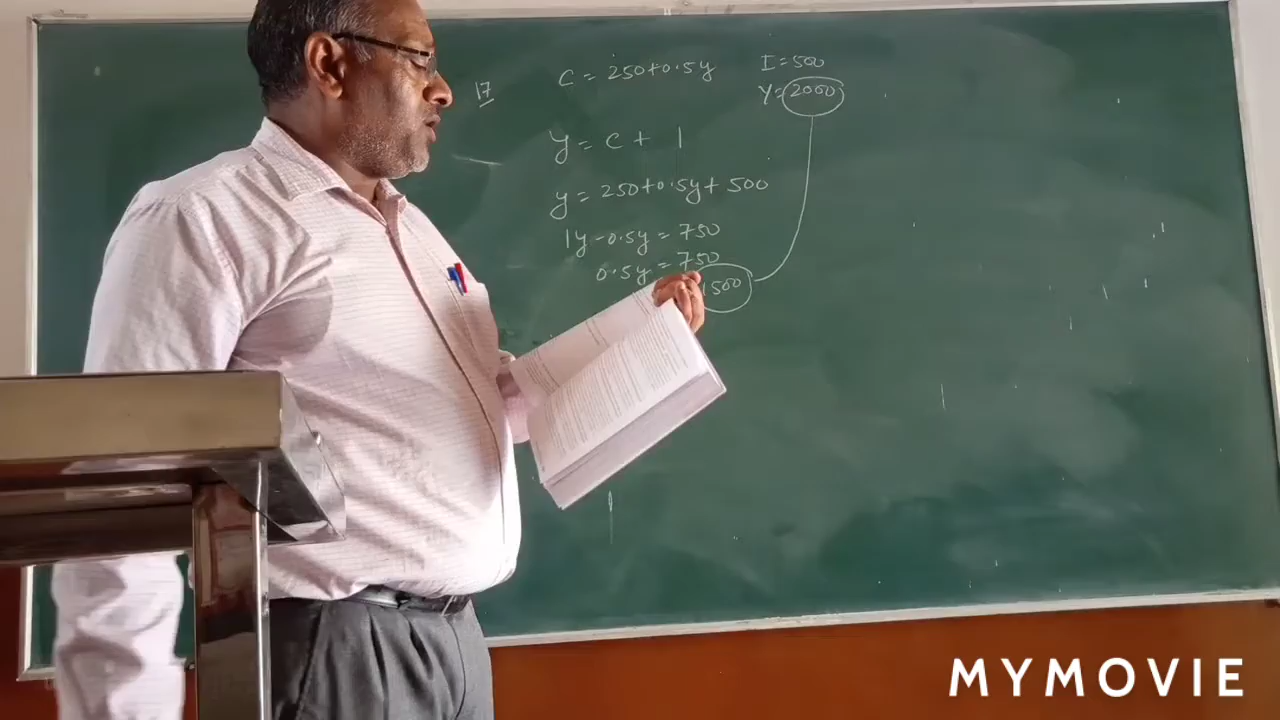 17
C = 250+0.5y
I = 500
Y = 2000
y = C + I
y = 250+0.5y + 500
1y - 0.5y = 750
0.5y = 750
1500
MYMOVIE